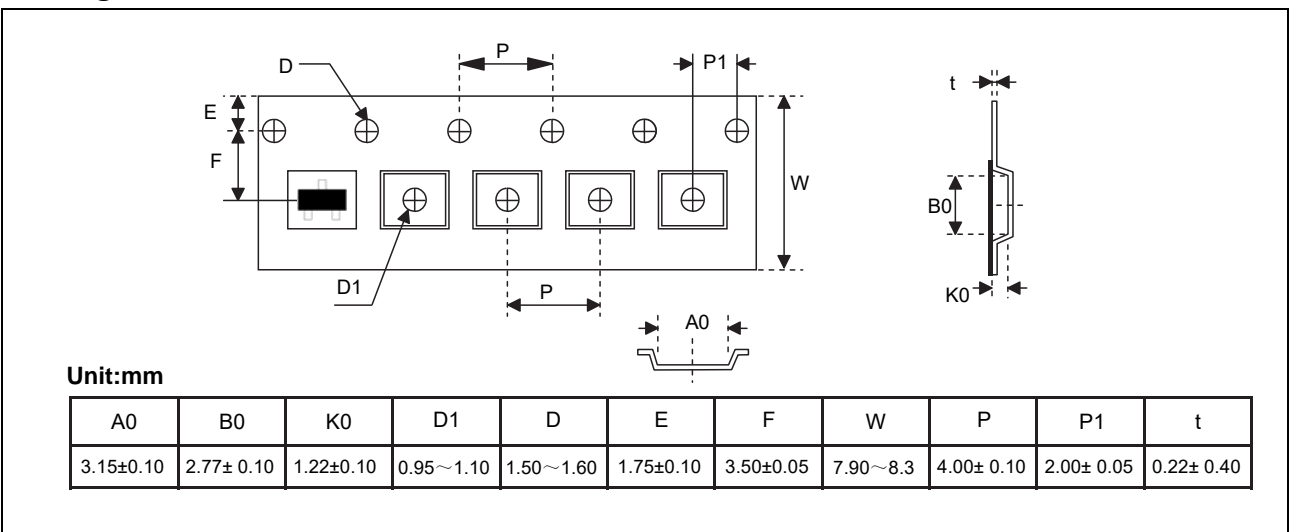 D
P
P1
t
E
F
W
B0
D1
P
K0
A0
Unit:mm
A0 B0 K0 D1 D E F W P P1 t
3.15±0.10 2.77± 0.10 1.22±0.10 0.95～1.10 1.50～1.60 1.75±0.10 3.50±0.05 7.90～8.3 4.00± 0.10 2.00± 0.05 0.22± 0.40